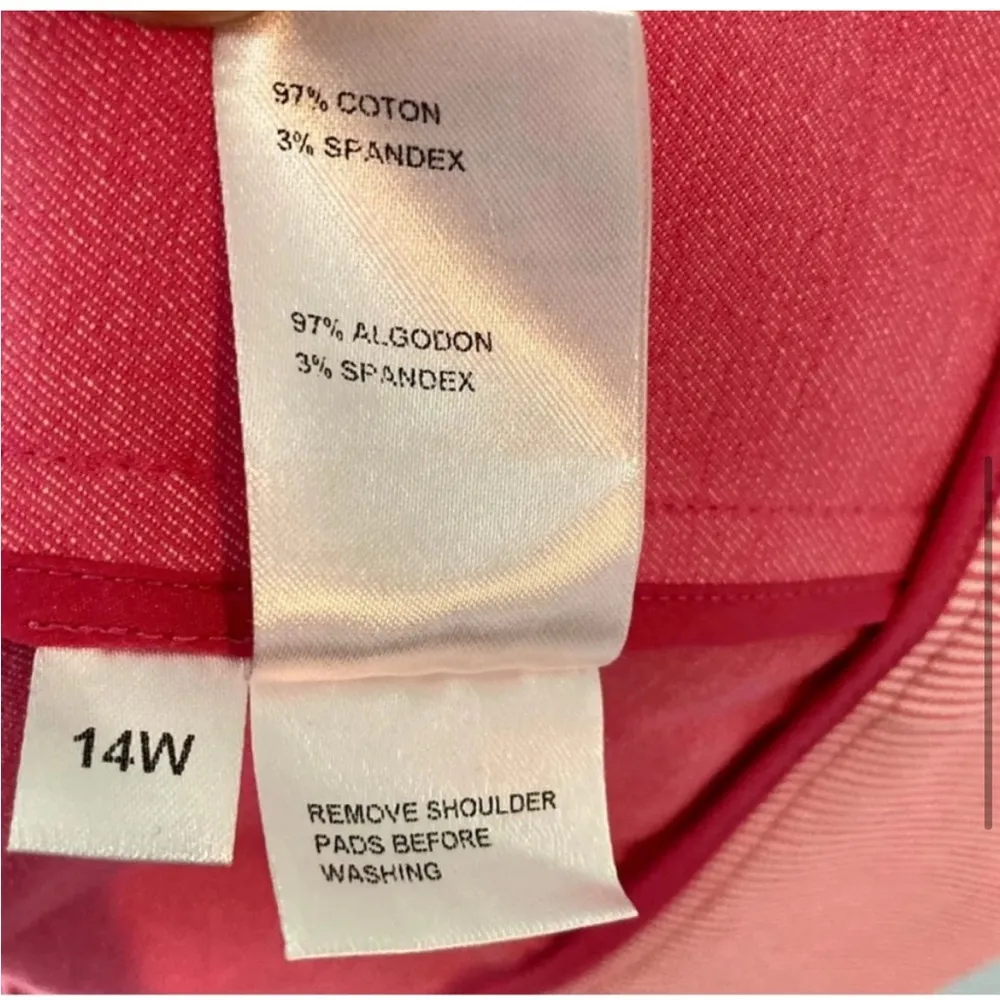 97% COTON
3% SPANDEX
97% ALGODON
3% SPANDEX
14W
REMOVE SHOULDER
PADS BEFORE
WASHING